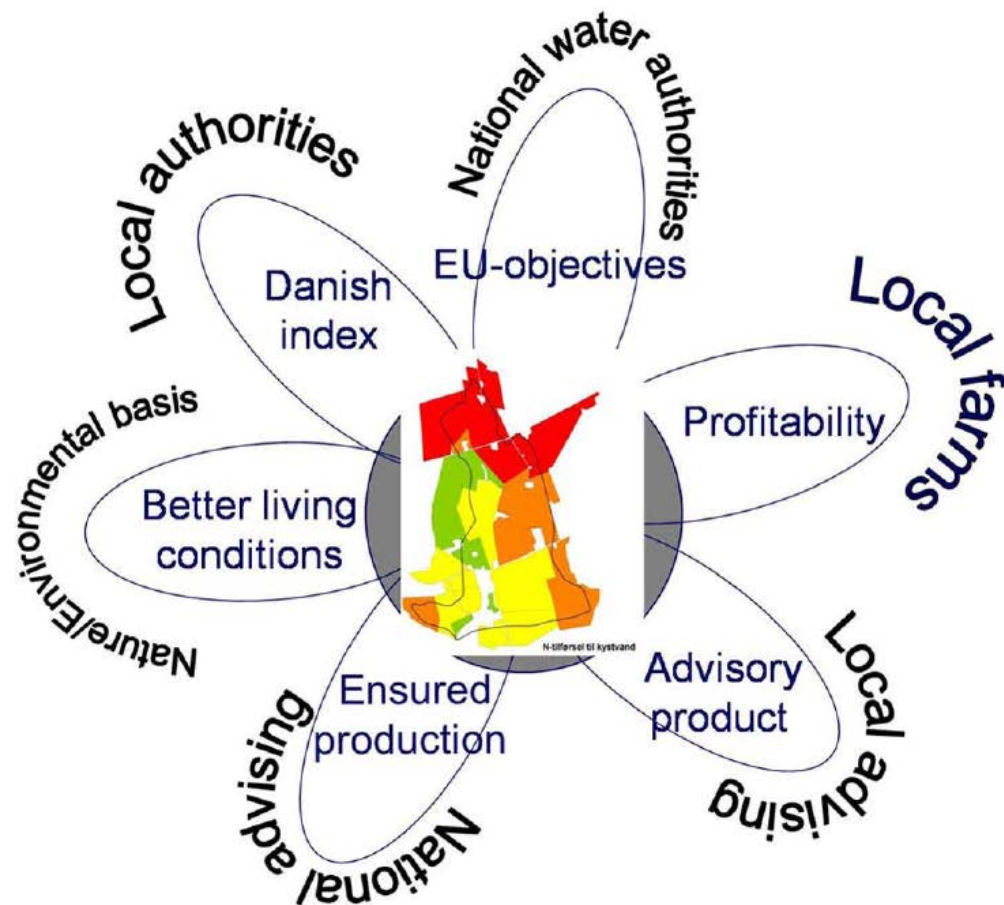 National water authorities
EU-objectives
Local authorities
Danish
index
Local farms
Profitability
Nature/Environmental basis
Better living
conditions
N-tilførsel til kystvand
Local advising
Advisory
product
National advising
Ensured
production